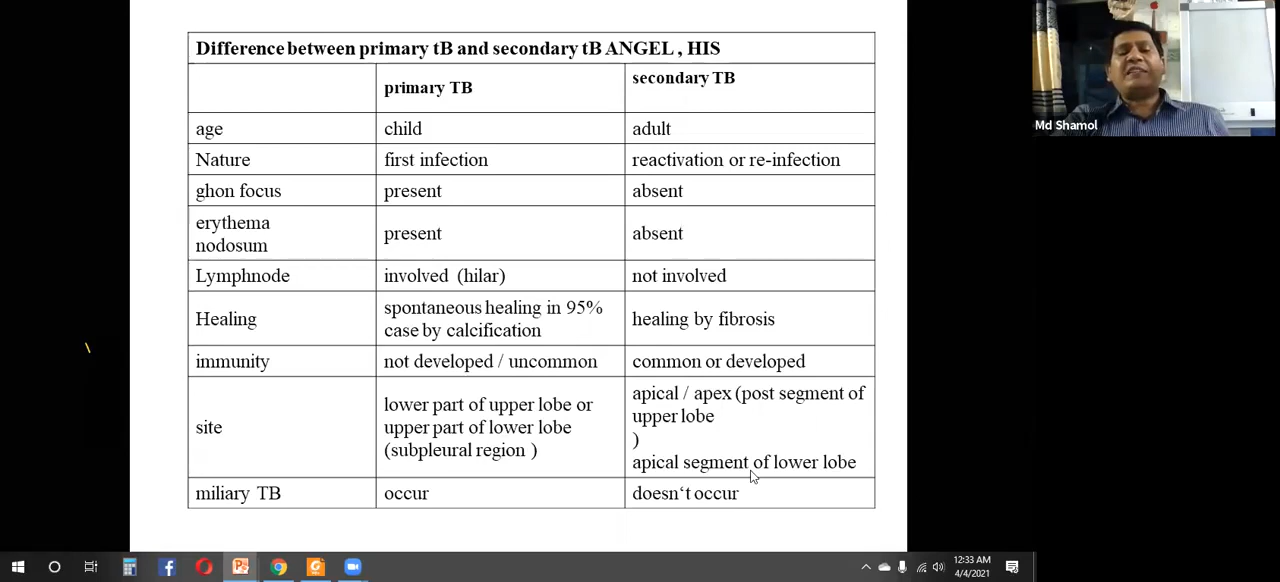 Difference between primary tB and secondary tB ANGEL , HIS
primary TB
secondary TB
age
child
adult
Nature
first infection
reactivation or re-infection
ghon focus
present
absent
erythema
nodosum
present
absent
Lymphnode
involved (hilar)
not involved
Healing
spontaneous healing in 95%
case by calcification
healing by fibrosis
immunity
not developed / uncommon
common or developed
site
lower part of upper lobe or
upper part of lower lobe
(subpleural region )
apical / apex (post segment of
upper lobe
)
apical segment of lower lobe
miliary TB
occur
doesn‘t occur
Md Shamol
12:33 AM
4/4/2021